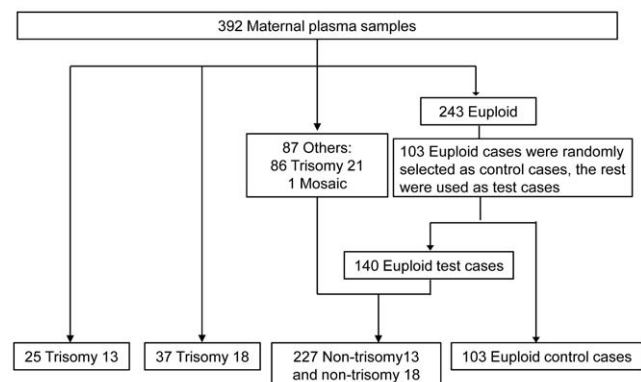 392 Maternal plasma samples
243 Euploid
87 Others:
86 Trisomy 21
1 Mosaic
103 Euploid cases were randomly
selected as control cases, the rest
were used as test cases
140 Euploid test cases
25 Trisomy 13
37 Trisomy 18
227 Non-trisomy13
and non-trisomy 18
103 Euploid control cases